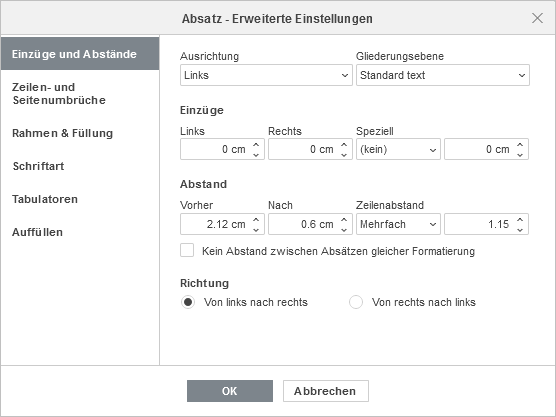 Absatz - Erweiterte Einstellungen
Einzüge und Abstände
Zeilen- und
Seitenumbrüche
Rahmen & Füllung
Schriftart
Tabulatoren
Auffüllen
Ausrichtung Gliederungsebene
Links Standard text
Einzüge
Links Rechts Speziell
0 cm 0 cm (kein) 0 cm
Abstand
Vorher Nach Zeilenabstand
2.12 cm 0.6 cm Mehrfach 1.15
Kein Abstand zwischen Absätzen gleicher Formatierung
Richtung
Von links nach rechts Von rechts nach links
OK Abbrechen